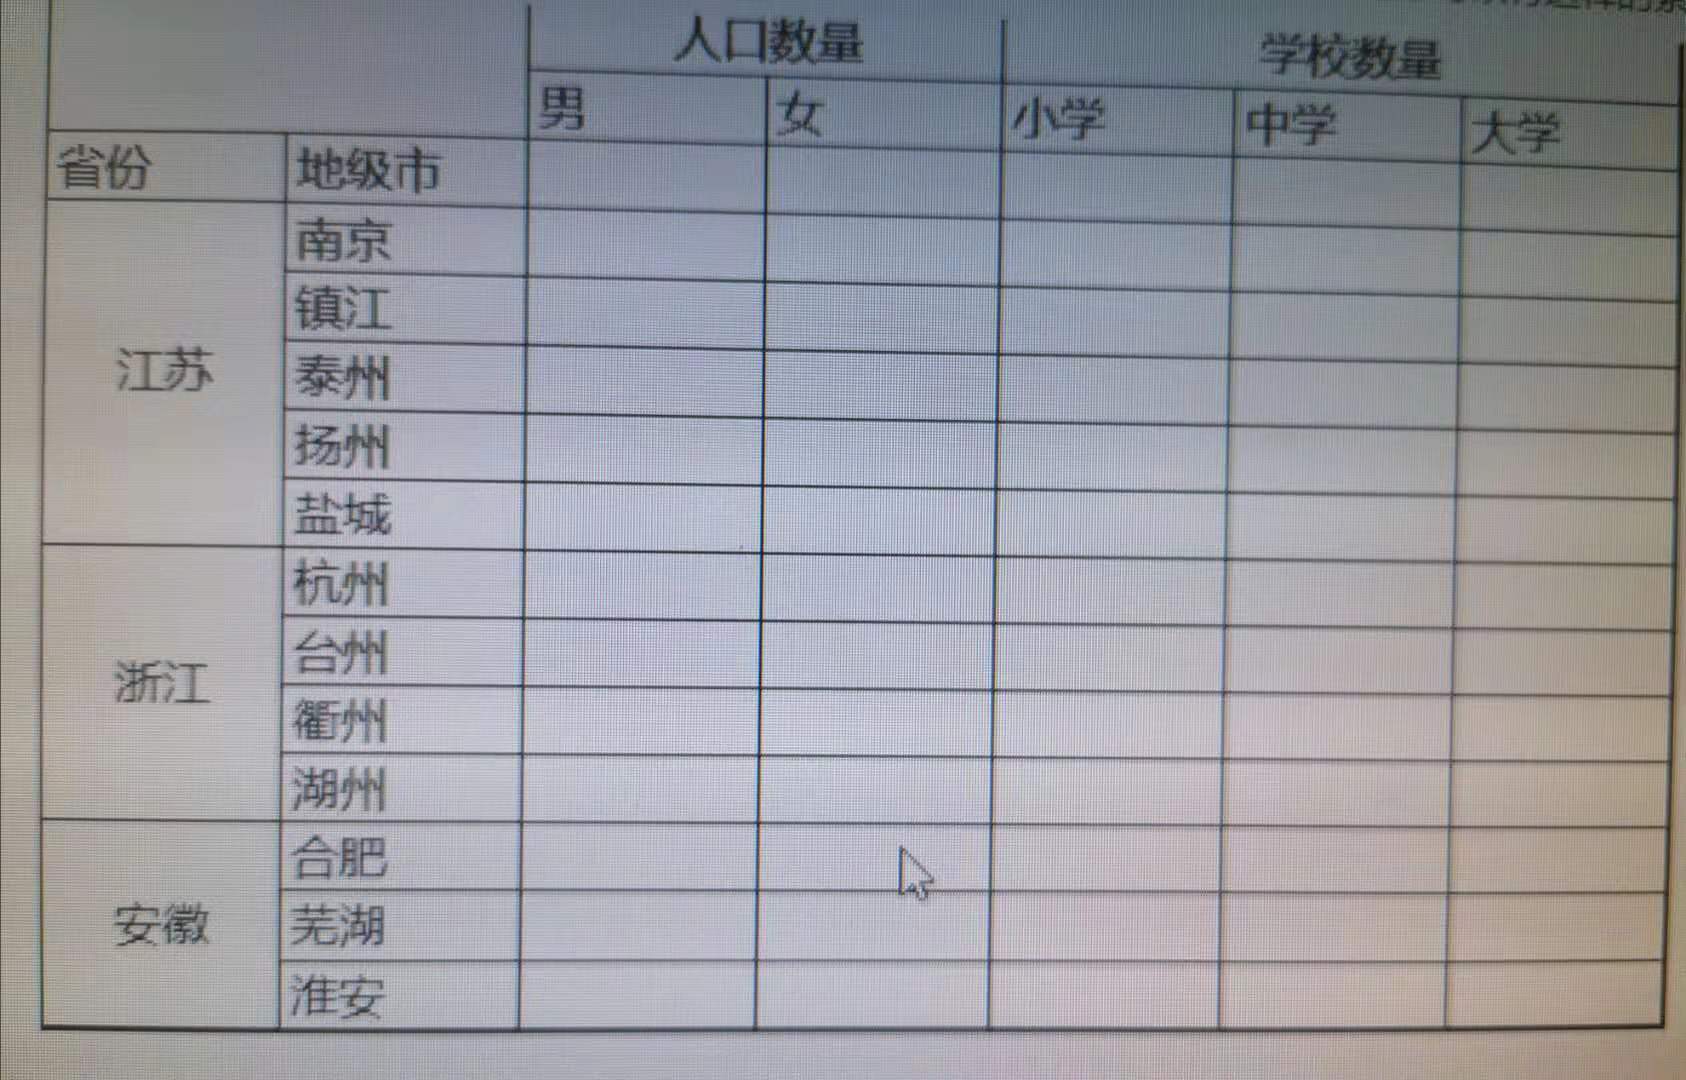 人口数量 学校数量
男 女 小学 中学 大学
省份 地级市
南京
镇江
江苏 泰州
扬州
盐城
杭州
台州
浙江 衢州
湖州
合肥
安徽 芜湖
淮安